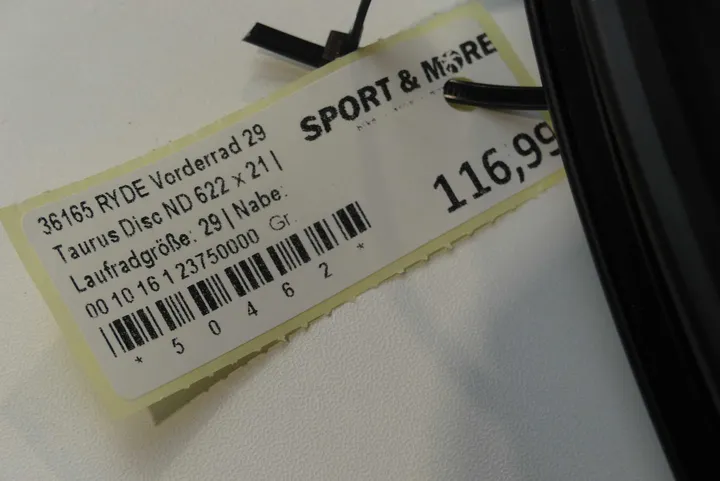 SPORT & MORE
116,99
36165 RYDE Vorderrad 29
Taurus Disc ND 622 x 21 |
Laufradgröße: 29 | Nabe:
00 10 16 1 23750000 Gr.
* 5 0 4 6 2 *